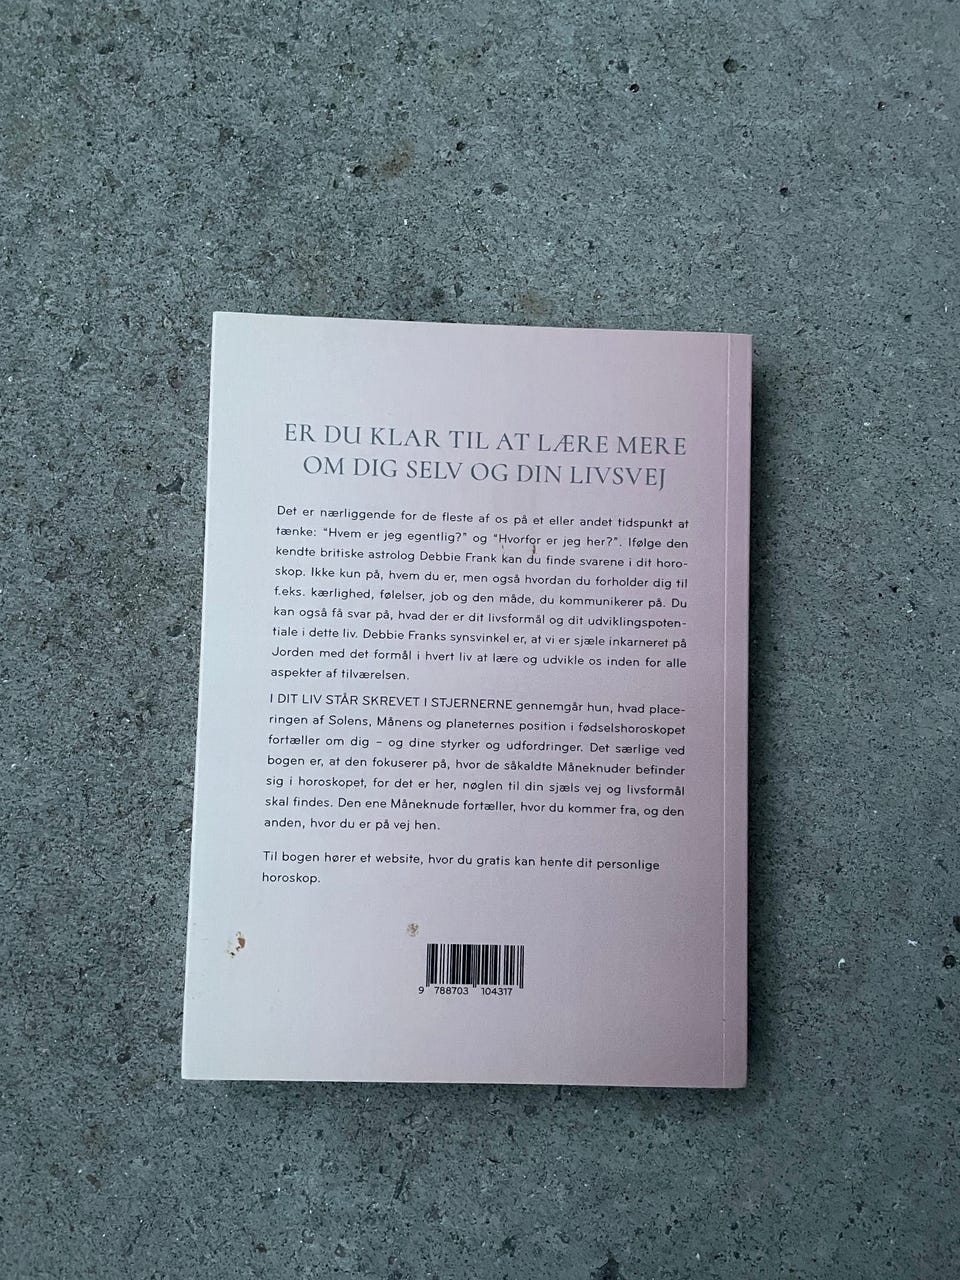 ER DU KLAR TIL AT LÆRE MERE
OM DIG SELV OG DIN LIVSVEJ
Det er nærliggende for de fleste af os på et eller andet tidspunkt at
tænke: “Hvem er jeg egentlig?” og “Hvorfor er jeg her?”. Ifølge den
kendte britiske astrolog Debbie Frank kan du finde svarene i dit horo-
skop. Ikke kun på, hvem du er, men også hvordan du forholder dig til
f.eks. kærlighed, følelser, job og den måde, du kommunikerer på. Du
kan også få svar på, hvad der er dit livsformål og dit udviklingspoten-
tiale i dette liv. Debbie Franks synsvinkel er, at vi er sjæle inkarneret på
Jorden med det formål i hvert liv at lære og udvikle os inden for alle
aspekter af tilværelsen.
I DIT LIV STÅR SKREVET I STJERNERNE gennemgår hun, hvad place-
ringen af Solens, Månens og planeternes position i fødselshoroskopet
fortæller om dig – og dine styrker og udfordringer. Det særlige ved
bogen er, at den fokuserer på, hvor de såkaldte Måneknuder befinder
sig i horoskopet, for det er her, nøglen til din sjæls vej og livsformål
skal findes. Den ene Måneknude fortæller, hvor du kommer fra, og den
anden, hvor du er på vej hen.
Til bogen hører et website, hvor du gratis kan hente dit personlige
horoskop.
9 788703 104317